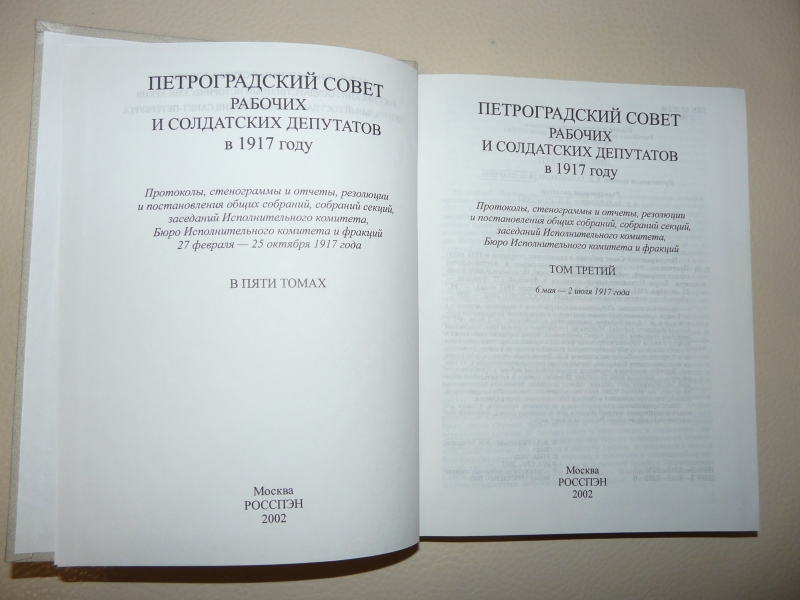 ПЕТРОГРАДСКИЙ СОВЕТ
РАБОЧИХ
И СОЛДАТСКИХ ДЕПУТАТОВ
в 1917 году
Протоколы, стенограммы и отчеты, резолюции
и постановления общих собраний, собраний секций,
заседаний Исполнительного комитета,
Бюро Исполнительного комитета и фракций
27 февраля — 25 октября 1917 года
В ПЯТИ ТОМАХ
Москва
РОССПЭН
2002
ПЕТРОГРАДСКИЙ СОВЕТ
РАБОЧИХ
И СОЛДАТСКИХ ДЕПУТАТОВ
в 1917 году
Протоколы, стенограммы и отчеты, резолюции
и постановления общих собраний, собраний секций,
заседаний Исполнительного комитета,
Бюро Исполнительного комитета и фракций
ТОМ ТРЕТИЙ
6 мая — 2 июля 1917 года
Москва
РОССПЭН
2002